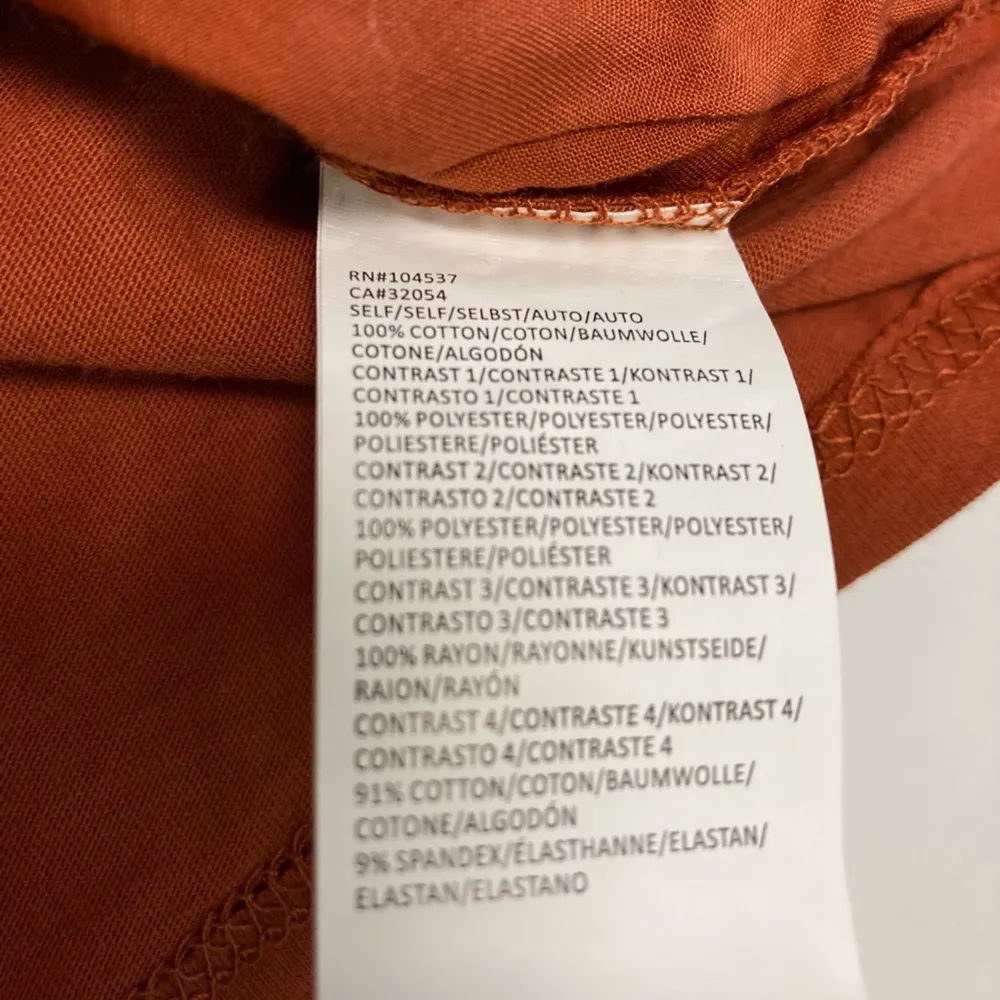 RN#104537
CA#32054
SELF/SELF/SELBST/AUTO/AUTO
100% COTTON/COTON/BAUMWOLLE/
COTONE/ALGODÓN
CONTRAST 1/CONTRASTE 1/KONTRAST 1/
CONTRASTO 1/CONTRASTE 1
100% POLYESTER/POLYESTER/POLYESTER/
POLIESTERE/POLIÉSTER
CONTRAST 2/CONTRASTE 2/KONTRAST 2/
CONTRASTO 2/CONTRASTE 2
100% POLYESTER/POLYESTER/POLYESTER/
POLIESTERE/POLIÉSTER
CONTRAST 3/CONTRASTE 3/KONTRAST 3/
CONTRASTO 3/CONTRASTE 3
100% RAYON/RAYONNE/KUNSTSEIDE/
RAION/RAYÓN
CONTRAST 4/CONTRASTE 4/KONTRAST 4/
CONTRASTO 4/CONTRASTE 4
91% COTTON/COTON/BAUMWOLLE/
COTONE/ALGODÓN
9% SPANDEX/ÉLASTHANNE/ELASTAN/
ELASTAN/ELASTANO